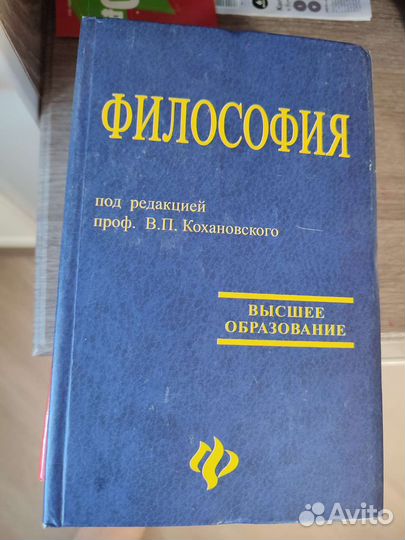 ФИЛОСОФИЯ
под редакцией
проф. В.П. Кохановского
ВЫСШЕЕ
ОБРАЗОВАНИЕ
Avito